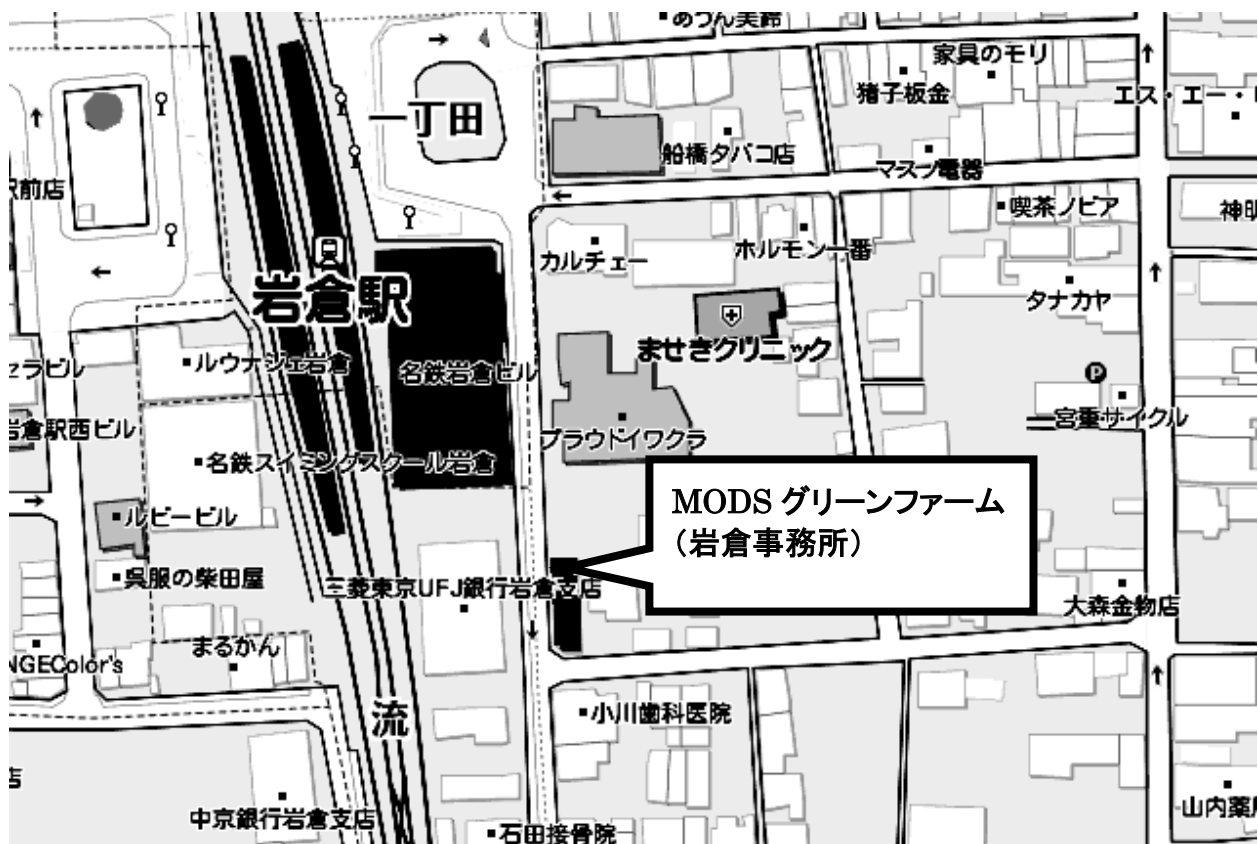 あうん美鈴
家具のモリ
猪子板金
エス・エー・
一丁田
船橋タバコ店
マスプ電器
駅前店
喫茶ノビア
神明
カルチェー
ホルモン一番
岩倉駅
タナカヤ
ませきクリニック
セラビル
ルウナジェ岩倉
名鉄岩倉ビル
P
岩倉駅西ビル
プラウドイワクラ
宮重サイクル
名鉄スイミングスクール岩倉
MODS グリーンファーム
（岩倉事務所）
ルビービル
呉服の柴田屋
三菱東京UFJ銀行岩倉支店
大森金物店
まるかん
NGEColor's
流
小川歯科医院
店
中京銀行岩倉支店
石田接骨院
山内薬